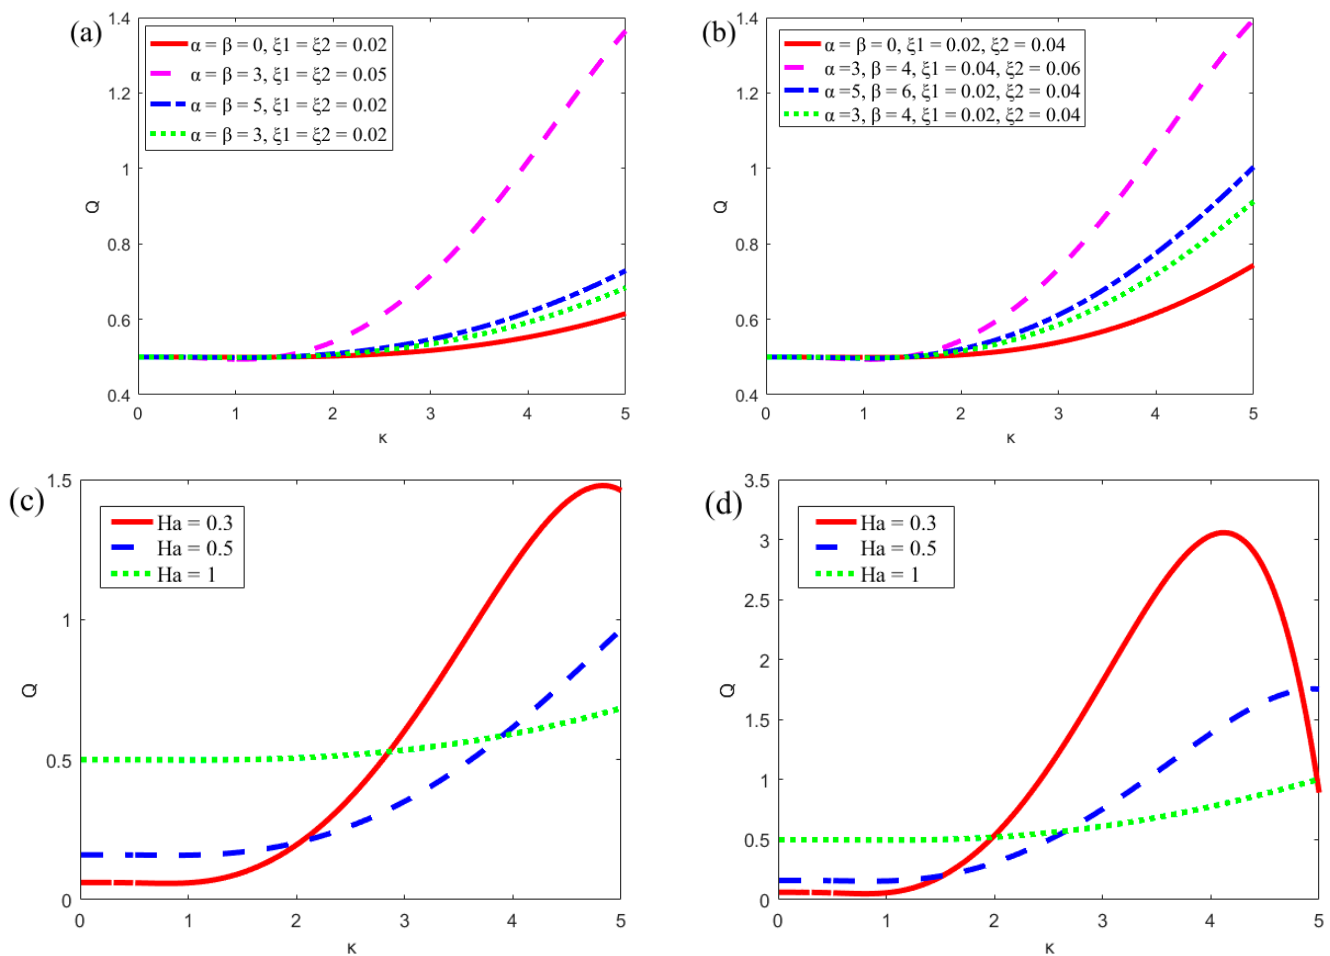 (a)
α = β = 0, ξ1 = ξ2 = 0.02
α = β = 3, ξ1 = ξ2 = 0.05
α = β = 5, ξ1 = ξ2 = 0.02
α = β = 3, ξ1 = ξ2 = 0.02
1.4
1.2
1
0.8
0.6
0.4
Q
0 1 2 3 4 5
κ
(b)
α = β = 0, ξ1 = 0.02, ξ2 = 0.04
α =3, β = 4, ξ1 = 0.04, ξ2 = 0.06
α =5, β = 6, ξ1 = 0.02, ξ2 = 0.04
α =3, β = 4, ξ1 = 0.02, ξ2 = 0.04
1.4
1.2
1
0.8
0.6
0.4
Q
0 1 2 3 4 5
κ
(c)
Ha = 0.3
Ha = 0.5
Ha = 1
1.5
1
0.5
0
Q
0 1 2 3 4 5
κ
(d)
Ha = 0.3
Ha = 0.5
Ha = 1
3.5
3
2.5
2
1.5
1
0.5
0
Q
0 1 2 3 4 5
κ